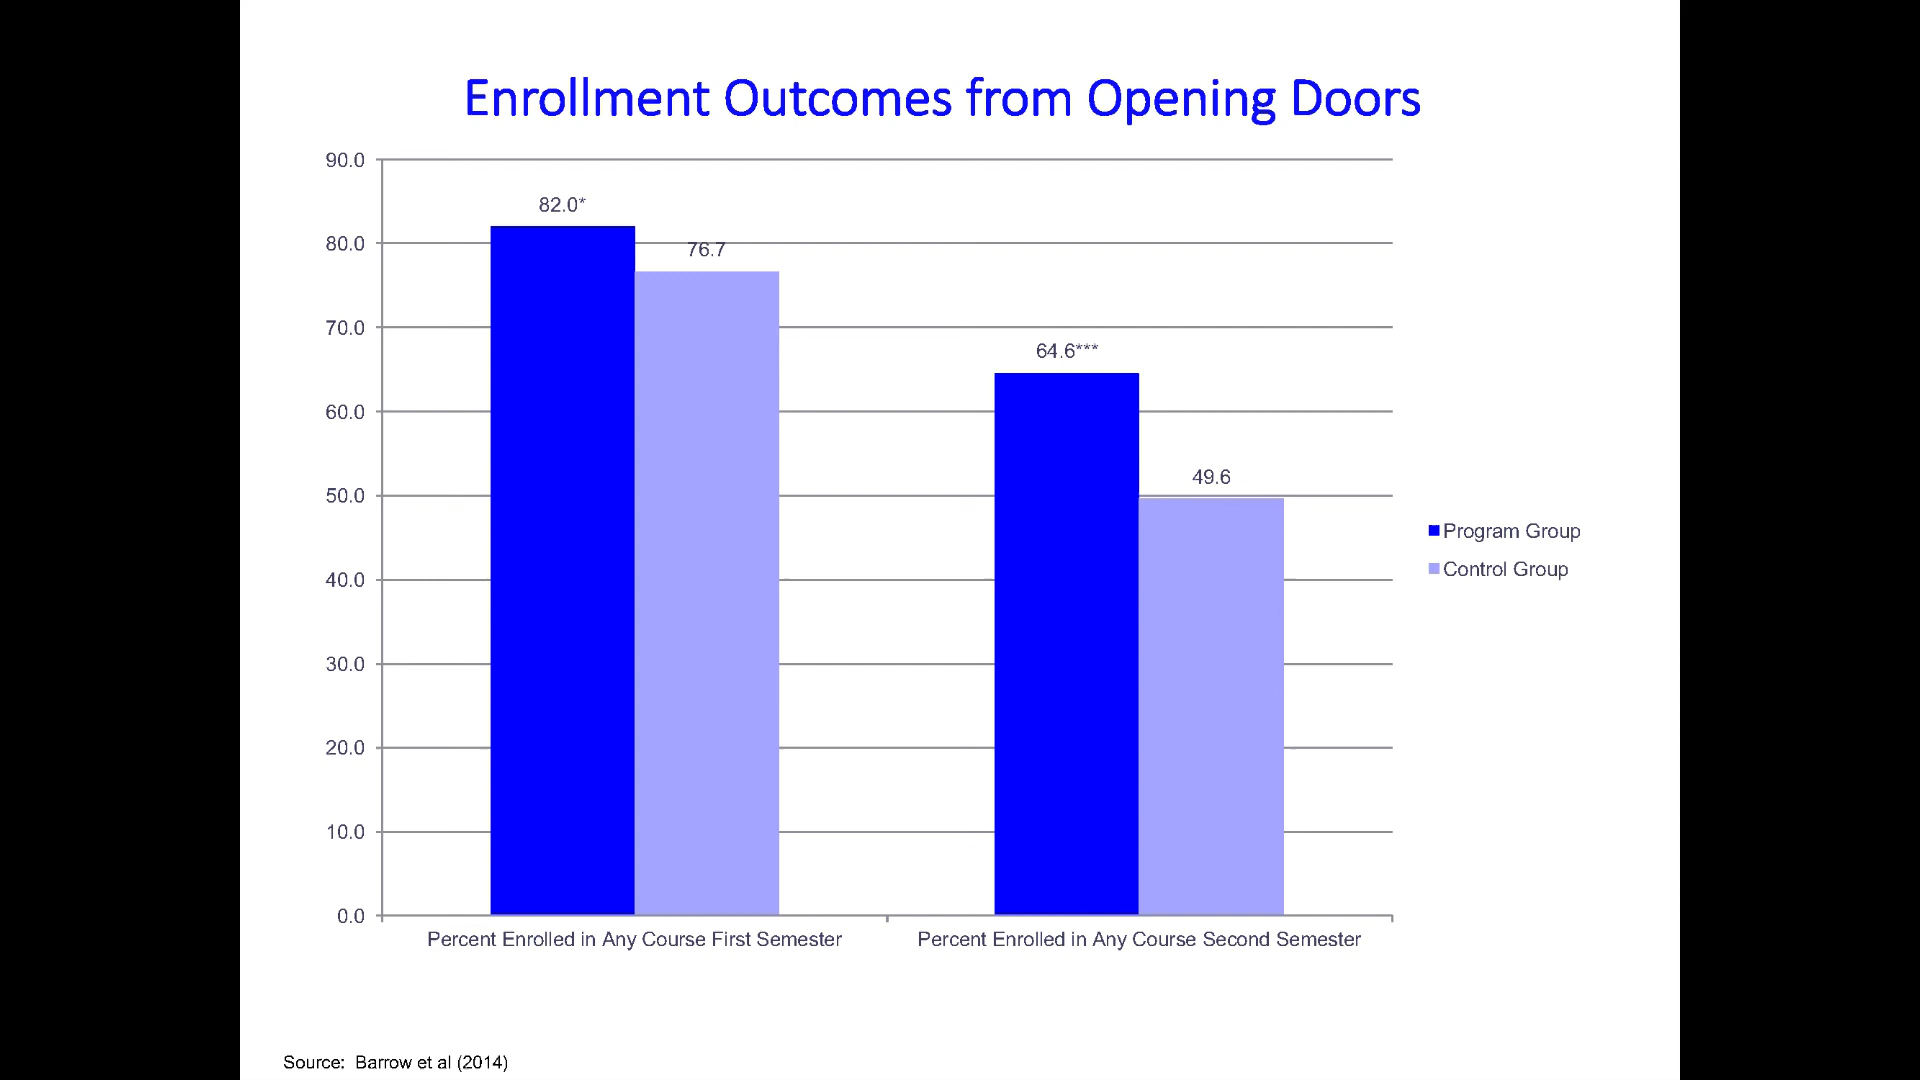 Enrollment Outcomes from Opening Doors
90.0
80.0
70.0
60.0
50.0
40.0
30.0
20.0
10.0
0.0
82.0*
76.7
64.6***
49.6
Program Group
Control Group
Percent Enrolled in Any Course First Semester
Percent Enrolled in Any Course Second Semester
Source: Barrow et al (2014)